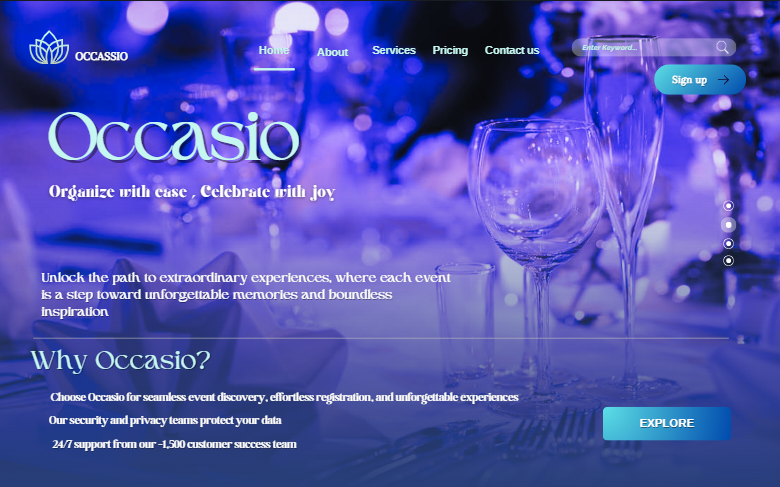 OCCASSIO
Home
About
Services
Pricing
Contact us
Enter Keyword...
Sign up
Occasio
Organize with ease , Celebrate with joy
Unlock the path to extraordinary experiences, where each event
is a step toward unforgettable memories and boundless
inspiration
Why Occasio?
Choose Occasio for seamless event discovery, effortless registration, and unforgettable experiences
Our security and privacy teams protect your data
24/7 support from our ~1,500 customer success team
EXPLORE